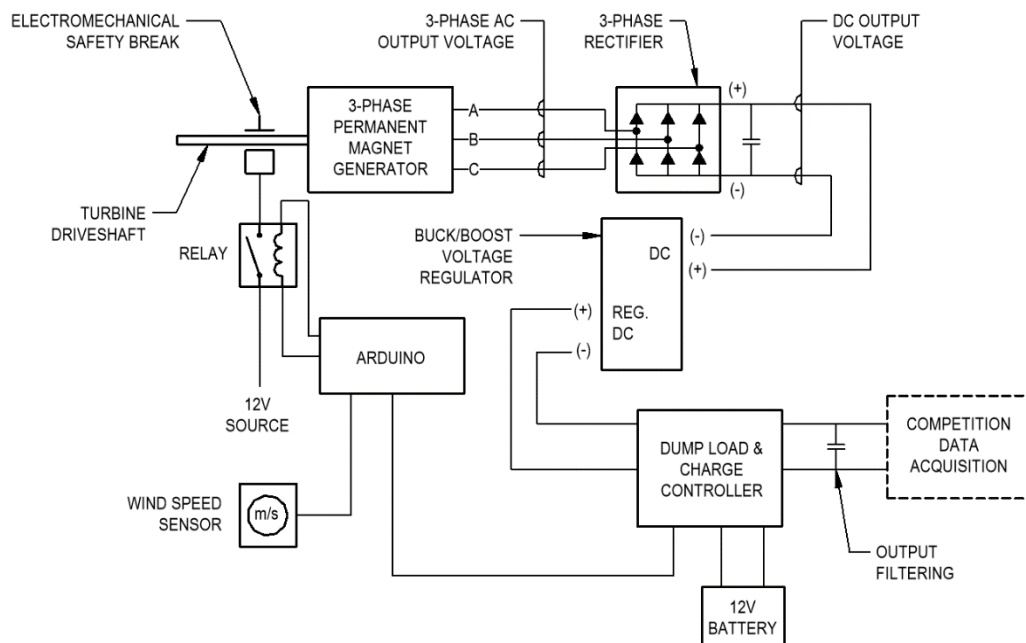 ELECTROMECHANICAL
SAFETY BREAK
3-PHASE AC
OUTPUT VOLTAGE
3-PHASE
RECTIFIER
DC OUTPUT
VOLTAGE
3-PHASE
PERMANENT
MAGNET
GENERATOR
A
B
C
(+)
(-)
TURBINE
DRIVESHAFT
RELAY
BUCK/BOOST
VOLTAGE
REGULATOR
DC
(-)
(+)
REG.
DC
(+)
(-)
ARDUINO
12V
SOURCE
WIND SPEED
SENSOR
m/s
DUMP LOAD &
CHARGE
CONTROLLER
COMPETITION
DATA
ACQUISITION
OUTPUT
FILTERING
12V
BATTERY